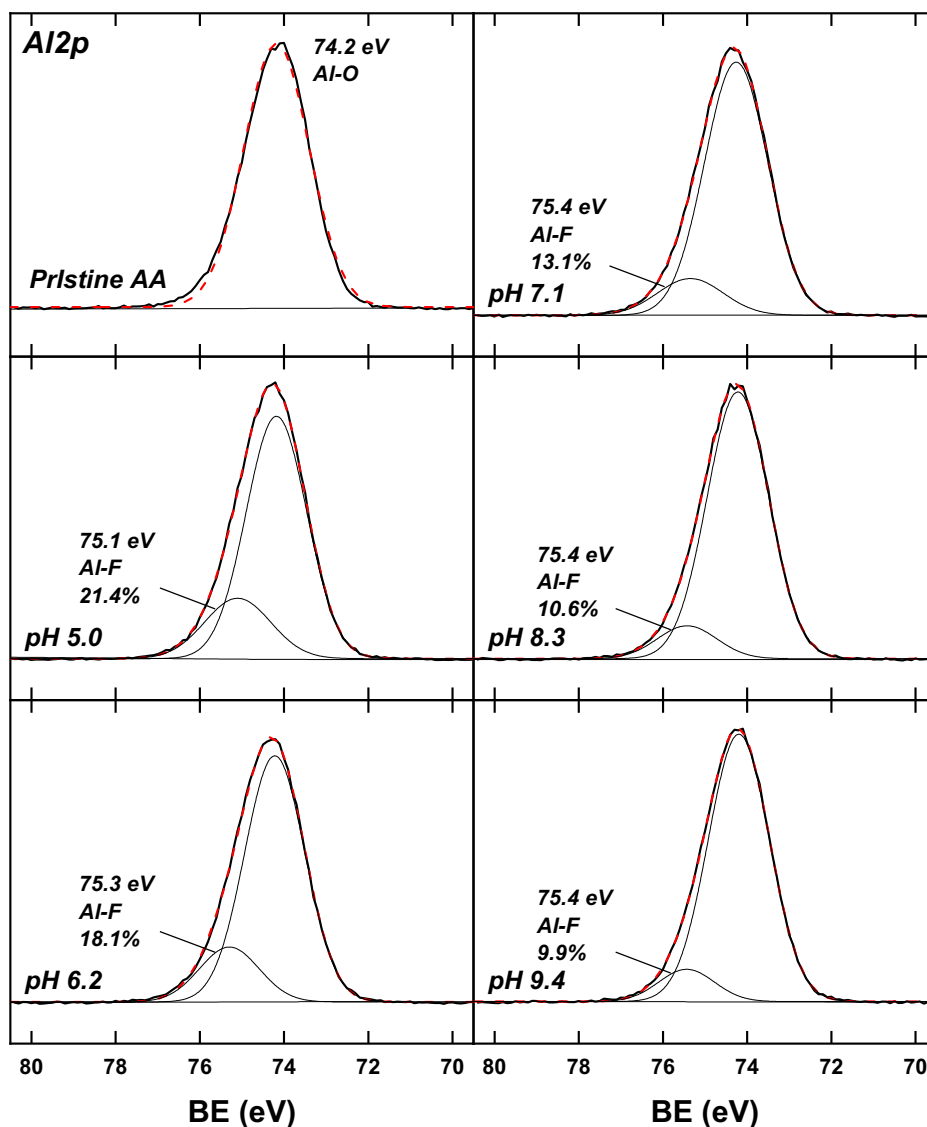 Al2p
74.2 eV
Al-O
PrIstine AA
75.4 eV
Al-F
13.1%
pH 7.1
75.1 eV
Al-F
21.4%
pH 5.0
75.4 eV
Al-F
10.6%
pH 8.3
75.3 eV
Al-F
18.1%
pH 6.2
75.4 eV
Al-F
9.9%
pH 9.4
80 78 76 74 72 70 80 78 76 74 72 70
BE (eV) BE (eV)